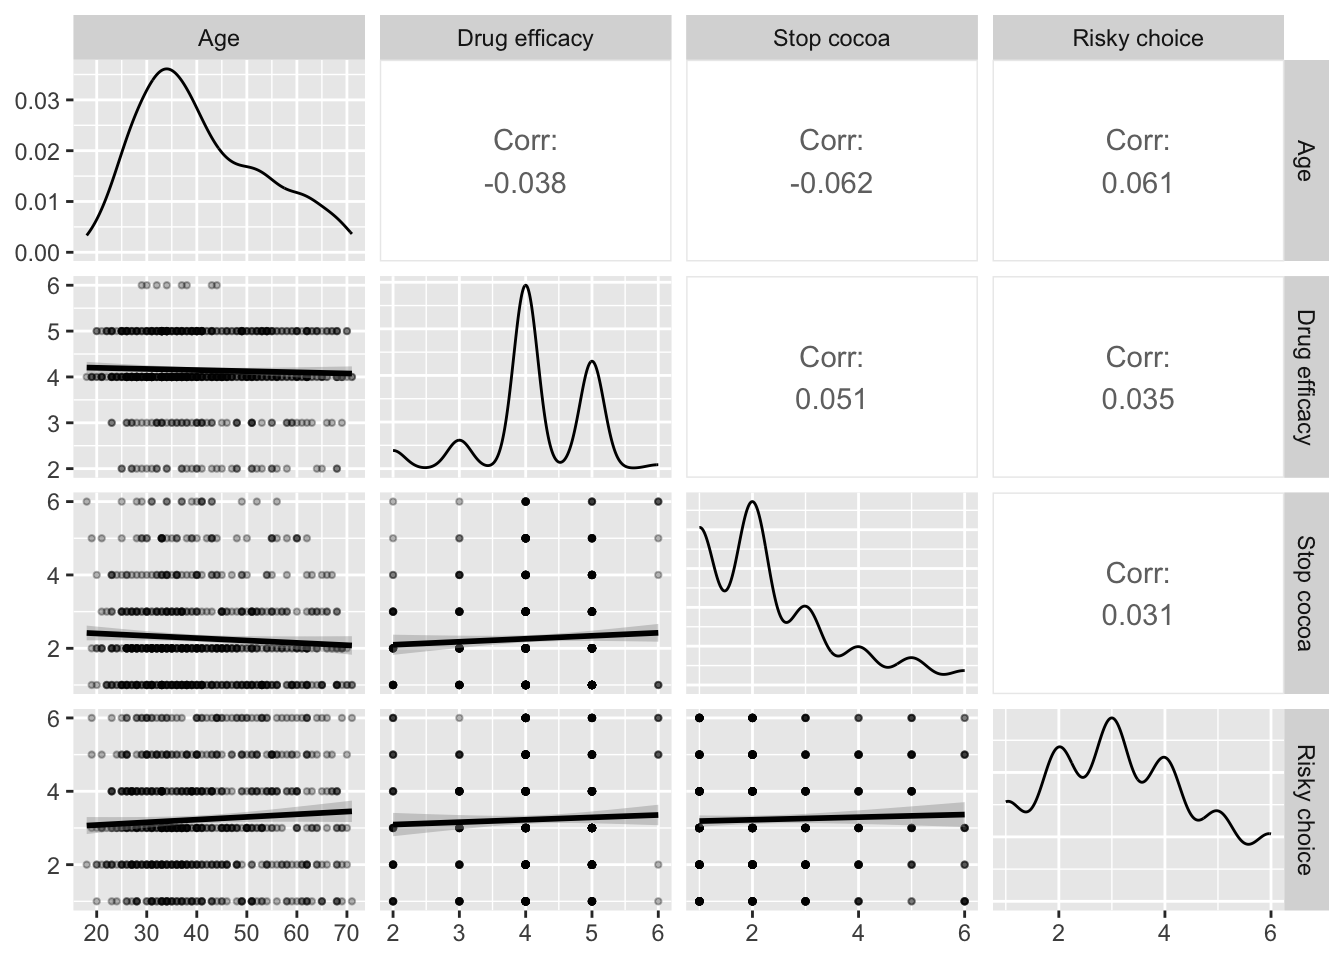 Age Drug efficacy Stop cocoa Risky choice
0.03
0.02
0.01
0.00
Corr:
-0.038
Corr:
-0.062
Corr:
0.061
Age
6
5
4
3
2
Corr:
0.051
Corr:
0.035
Drug efficacy
6
4
2
Corr:
0.031
Stop cocoa
6
4
2
Risky choice
20 30 40 50 60 70 2 3 4 5 6 2 4 6 2 4 6